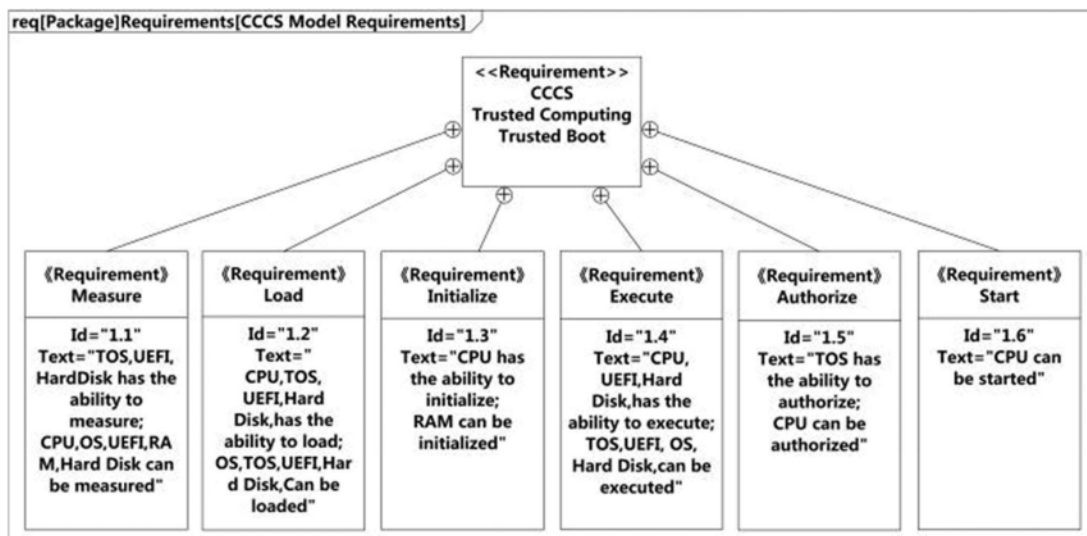 req[Package]Requirements[CCCS Model Requirements]
<<Requirement>>
CCCS
Trusted Computing
Trusted Boot
《Requirement》
Measure
Id="1.1"
Text="TOS,UEFI,
HardDisk has the
ability to
measure;
CPU,OS,UEFI,RA
M,Hard Disk can
be measured"
《Requirement》
Load
Id="1.2"
Text="
CPU,TOS,
UEFI,Hard
Disk,has the
ability to load;
OS,TOS,UEFI,Har
d Disk,Can be
loaded"
《Requirement》
Initialize
Id="1.3"
Text="CPU has
the ability to
initialize;
RAM can be
initialized"
《Requirement》
Execute
Id="1.4"
Text="CPU,
UEFI,Hard
Disk,has the
ability to execute;
TOS,UEFI, OS,
Hard Disk,can be
executed"
《Requirement》
Authorize
Id="1.5"
Text="TOS has
the ability to
authorize;
CPU can be
authorized"
《Requirement》
Start
Id="1.6"
Text="CPU can
be started"